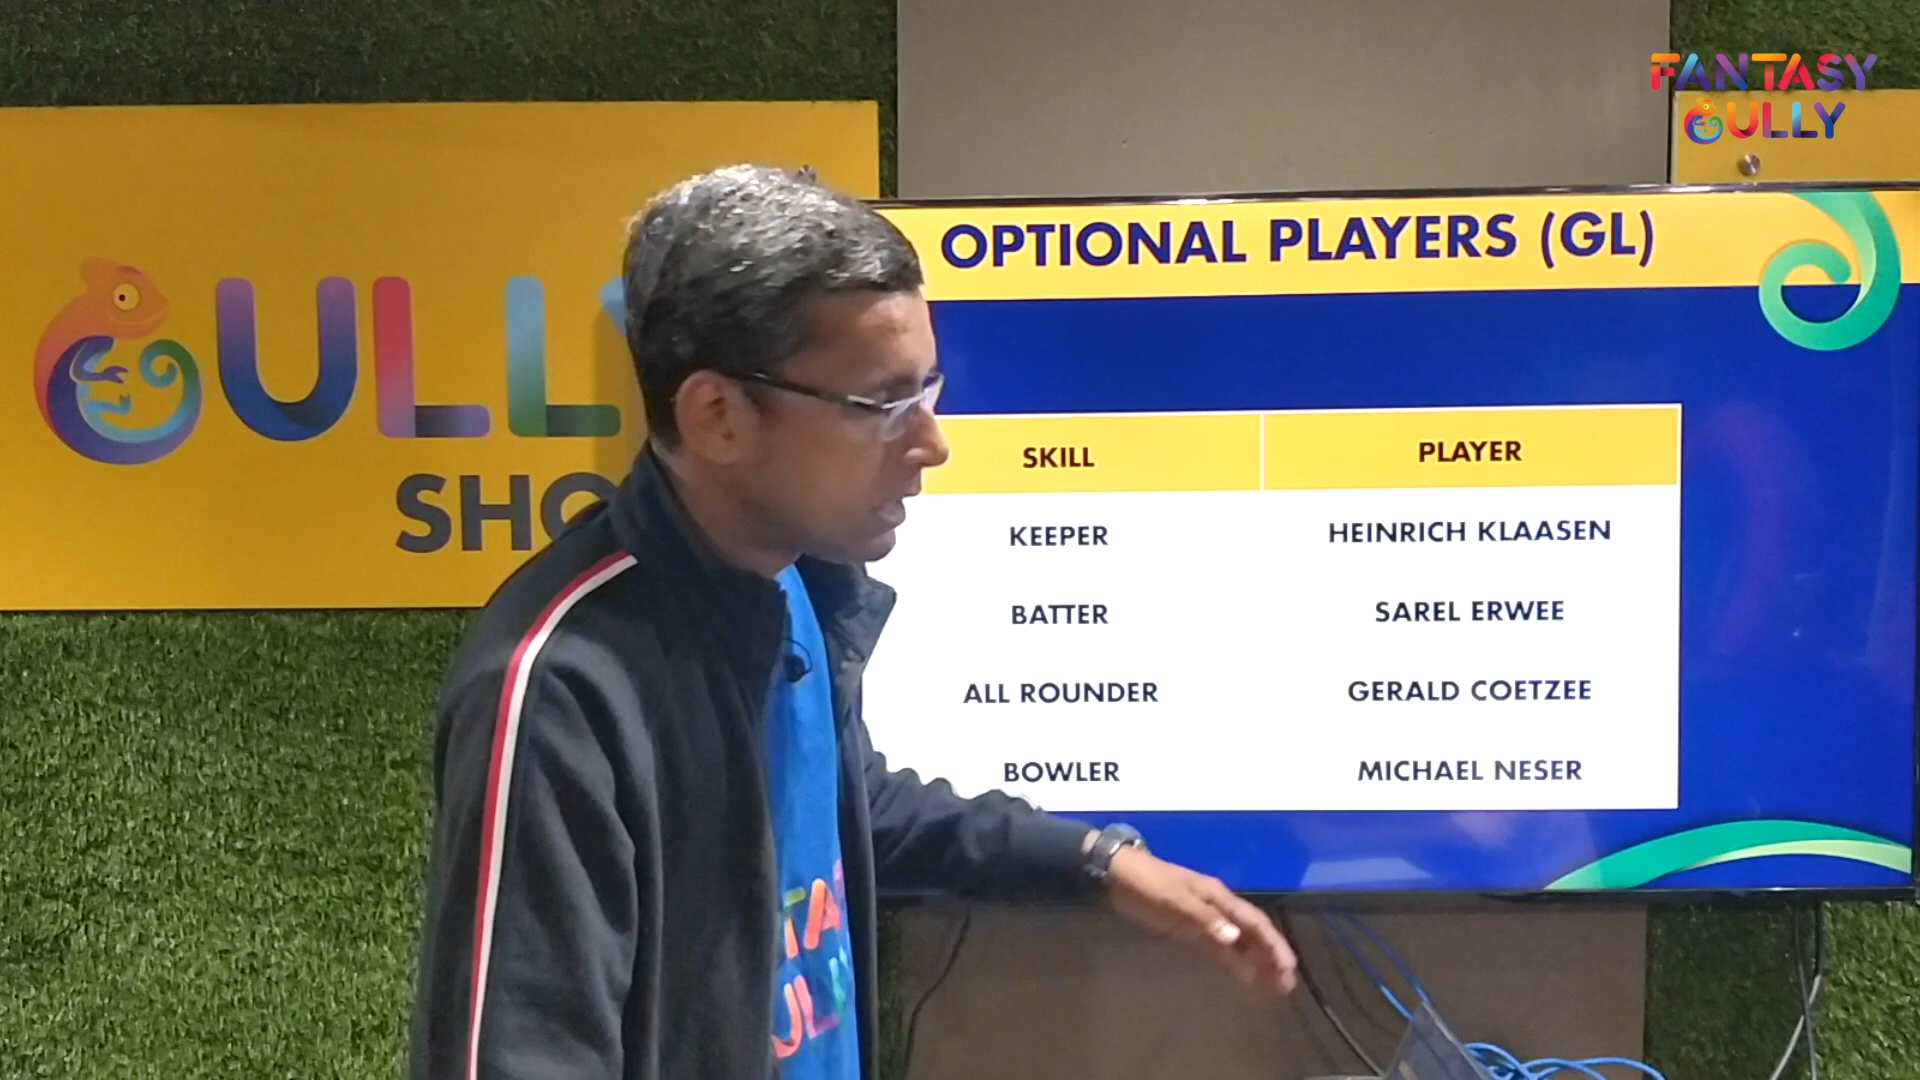 FANTASY
GULLY
GULLY
SHO
OPTIONAL PLAYERS (GL)
SKILL PLAYER
KEEPER HEINRICH KLAASEN
BATTER SAREL ERWEE
ALL ROUNDER GERALD COETZEE
BOWLER MICHAEL NESER